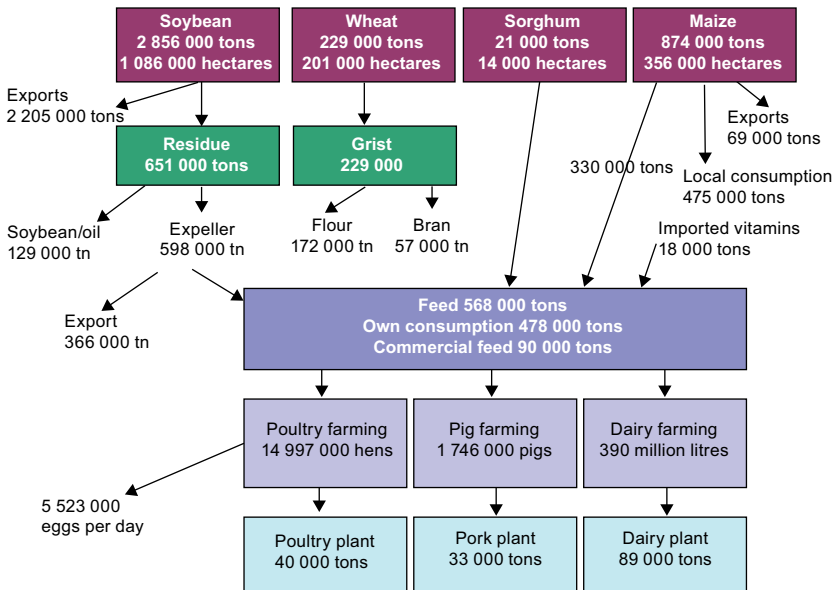 Soybean
2 856 000 tons
1 086 000 hectares
Wheat
229 000 tons
201 000 hectares
Sorghum
21 000 tons
14 000 hectares
Maize
874 000 tons
356 000 hectares
Exports
2 205 000 tons
Exports
69 000 tons
Residue
651 000 tons
Grist
229 000
330 000 tons
Local consumption
475 000 tons
Soybean/oil
129 000 tn
Expeller
598 000 tn
Flour
172 000 tn
Bran
57 000 tn
Imported vitamins
18 000 tons
Export
366 000 tn
Feed 568 000 tons
Own consumption 478 000 tons
Commercial feed 90 000 tons
Poultry farming
14 997 000 hens
Pig farming
1 746 000 pigs
Dairy farming
390 million litres
5 523 000
eggs per day
Poultry plant
40 000 tons
Pork plant
33 000 tons
Dairy plant
89 000 tons